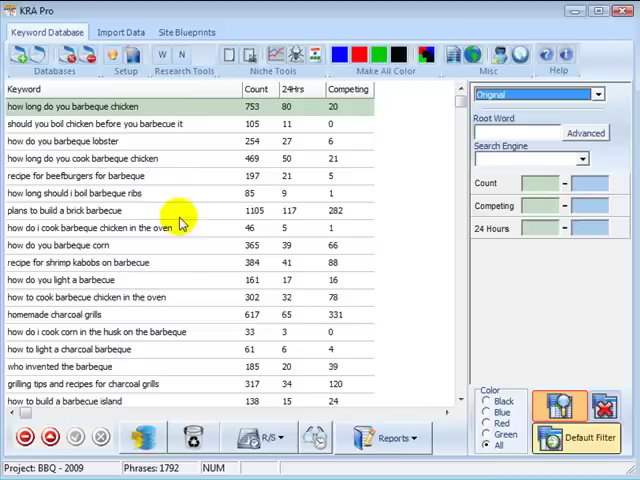 KRA Pro
Keyword Database Import Data Site Blueprints
W N
Databases Setup Research Tools Niche Tools Make All Color Misc Help
Keyword Count 24Hrs Competing
how long do you barbeque chicken 753 80 20
should you boil chicken before you barbecue it 105 11 0
how do you barbeque lobster 254 27 6
how long do you cook barbeque chicken 469 50 21
recipe for beefburgers for barbeque 197 21 5
how long should i boil barbeque ribs 85 9 1
plans to build a brick barbecue 1105 117 282
how do i cook barbeque chicken in the oven 46 5 1
how do you barbeque corn 365 39 66
recipe for shrimp kabobs on barbecue 384 41 88
how do you light a barbecue 161 17 16
how to cook barbecue chicken in the oven 302 32 78
homemade charcoal grills 617 65 331
how do i cook corn in the husk on the barbeque 33 3 0
how to light a charcoal barbeque 61 6 4
who invented the barbeque 185 20 39
grilling tips and recipes for charcoal grills 317 34 120
how to build a barbecue island 138 15 24
Original
Root Word
Advanced
Search Engine
Count –
Competing –
24 Hours –
Color
Black
Blue
Red
Green
All
Default Filter
R/S Reports
Project: BBQ - 2009 Phrases: 1792 NUM